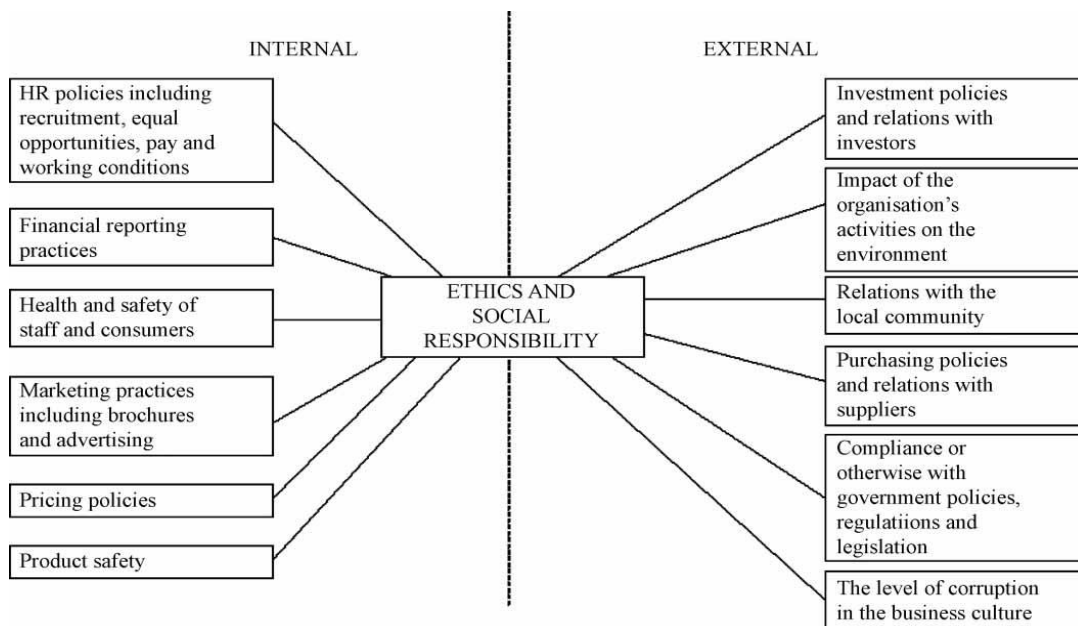 INTERNAL
EXTERNAL
HR policies including
recruitment, equal
opportunities, pay and
working conditions
Financial reporting
practices
Health and safety of
staff and consumers
Marketing practices
including brochures
and advertising
Pricing policies
Product safety
ETHICS AND
SOCIAL
RESPONSIBILITY
Investment policies
and relations with
investors
Impact of the
organisation's
activities on the
environment
Relations with the
local community
Purchasing policies
and relations with
suppliers
Compliance or
otherwise with
government policies,
regulatiions and
legislation
The level of corruption
in the business culture